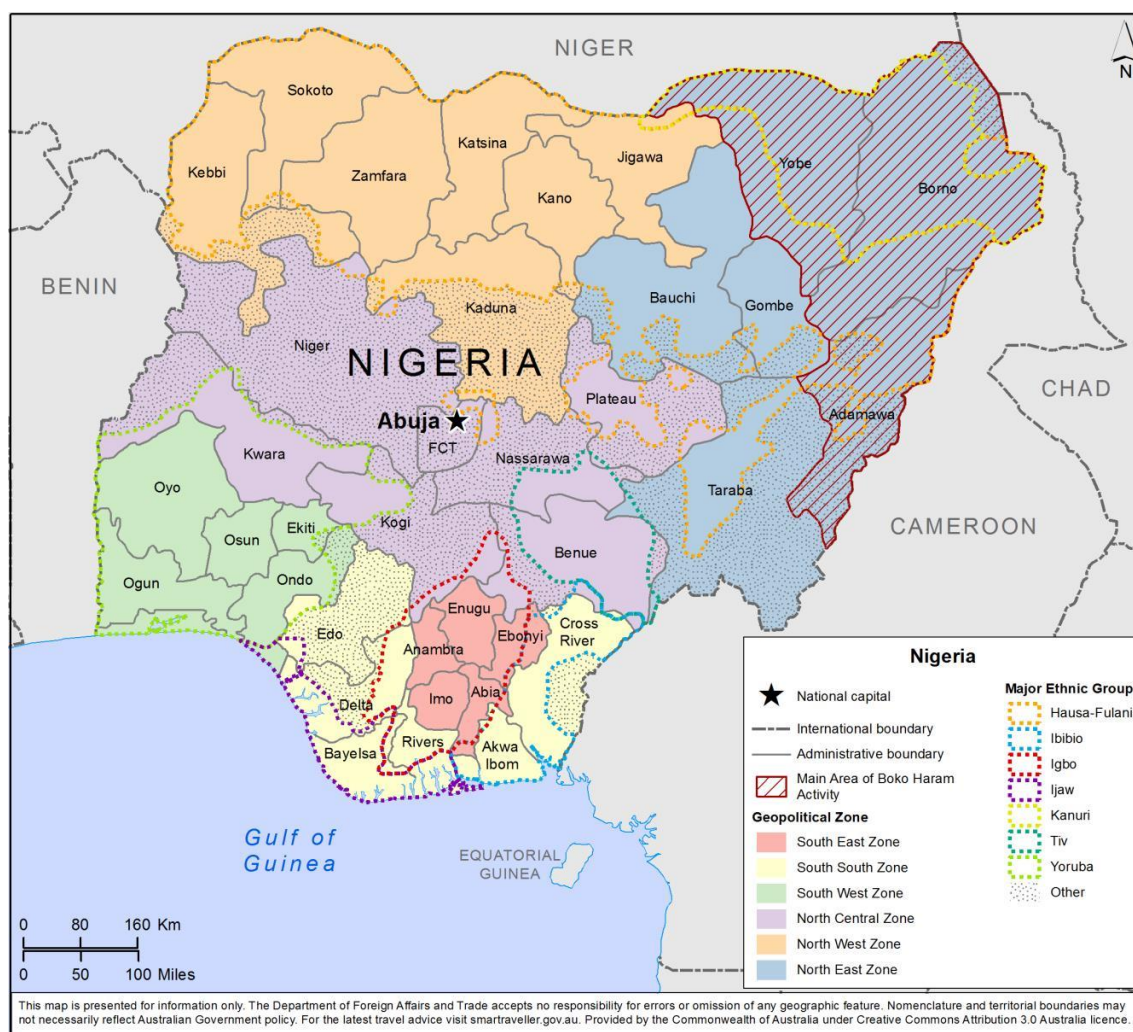 NIGER
N
Sokoto
Katsina
Kebbi
Zamfara
Jigawa
Kano
Yobe
Borno
BENIN
Kaduna
Bauchi
Gombe
Niger
NIGERIA
CHAD
Plateau
Adamawa
Abuja
FCT
Nassarawa
Kwara
Taraba
Oyo
Kogi
CAMEROON
Ekiti
Osun
Benue
Ogun
Ondo
Enugu
Edo
Ebonyi
Cross
River
Anambra
Imo
Abia
Delta
Rivers
Akwa
Ibom
Bayelsa
Gulf of
Guinea
EQUATORIAL
GUINEA
0 80 160 Km
0 50 100 Miles
Nigeria
National capital
International boundary
Administrative boundary
Main Area of Boko Haram
Activity
Geopolitical Zone
South East Zone
South South Zone
South West Zone
North Central Zone
North West Zone
North East Zone
Major Ethnic Group
Hausa-Fulani
Ibibio
Igbo
Ijaw
Kanuri
Tiv
Yoruba
Other
This map is presented for information only. The Department of Foreign Affairs and Trade accepts no responsibility for errors or omission of any geographic feature. Nomenclature and territorial boundaries may
not necessarily reflect Australian Government policy. For the latest travel advice visit smartraveller.gov.au. Provided by the Commonwealth of Australia under Creative Commons Attribution 3.0 Australia licence.